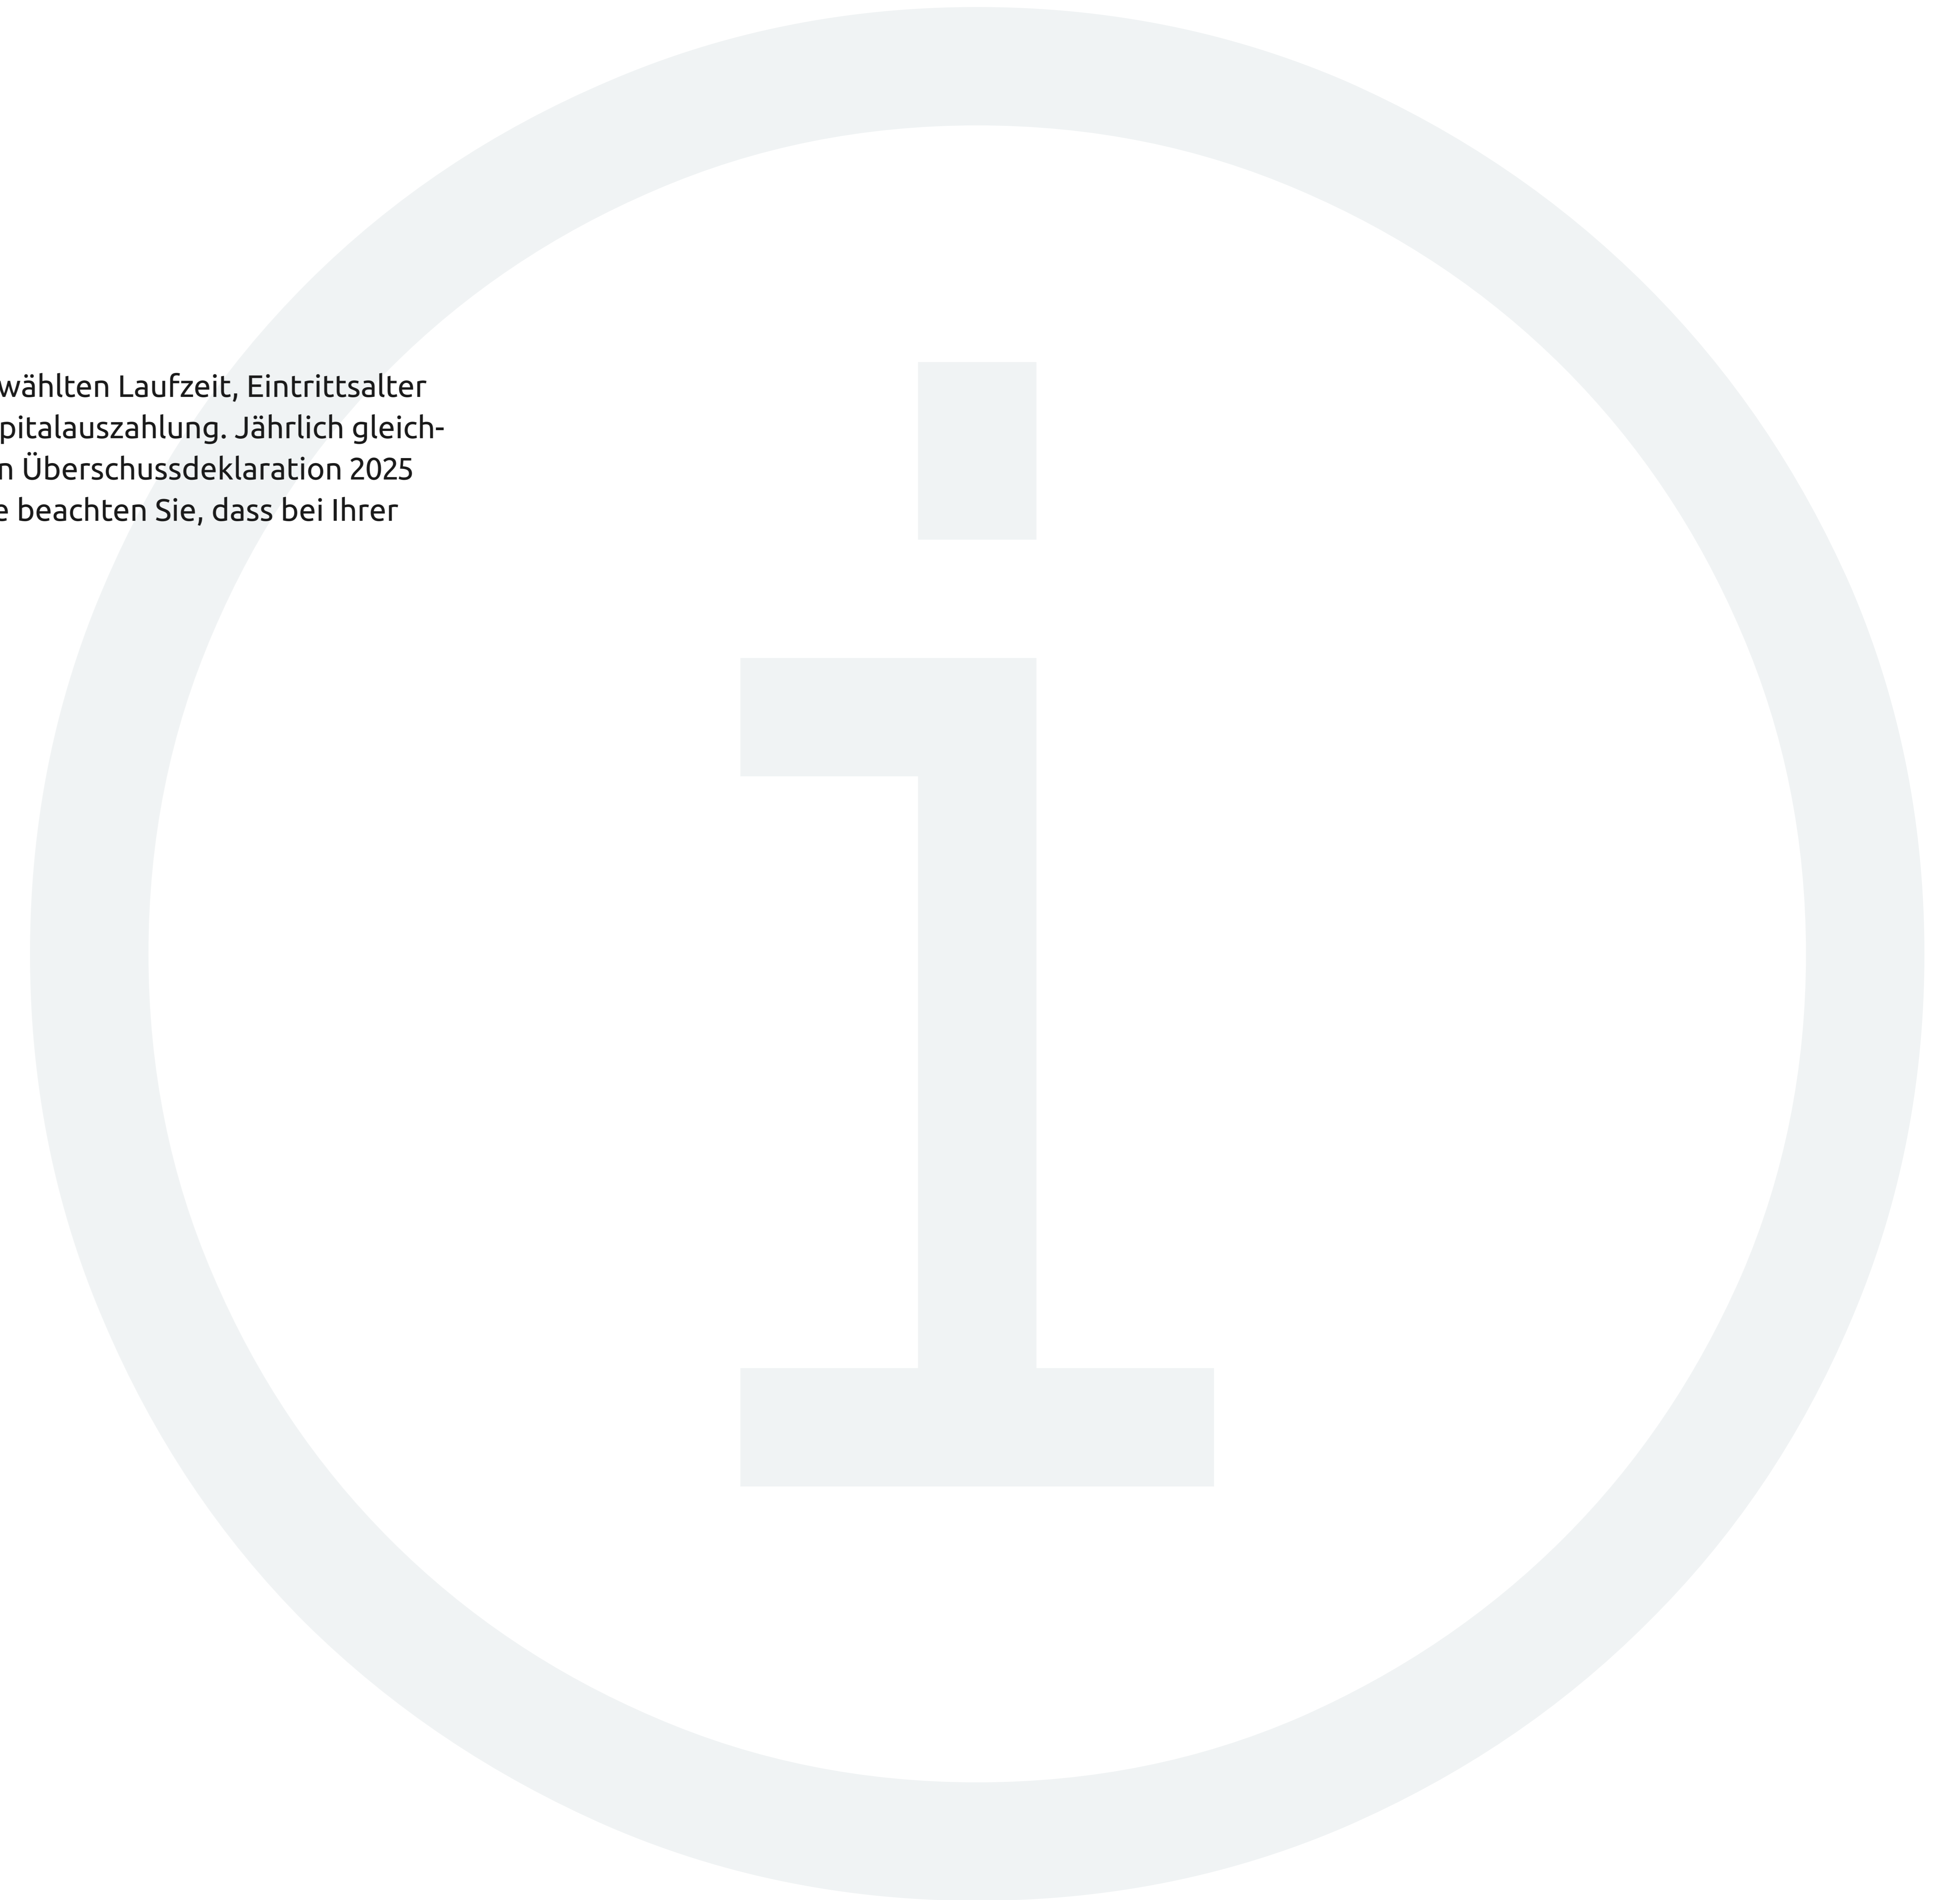 wählten Laufzeit, Eintrittsalter
pitalauszahlung. Jährlich gleich-
n Überschussdeklaration 2025
e beachten Sie, dass bei Ihrer